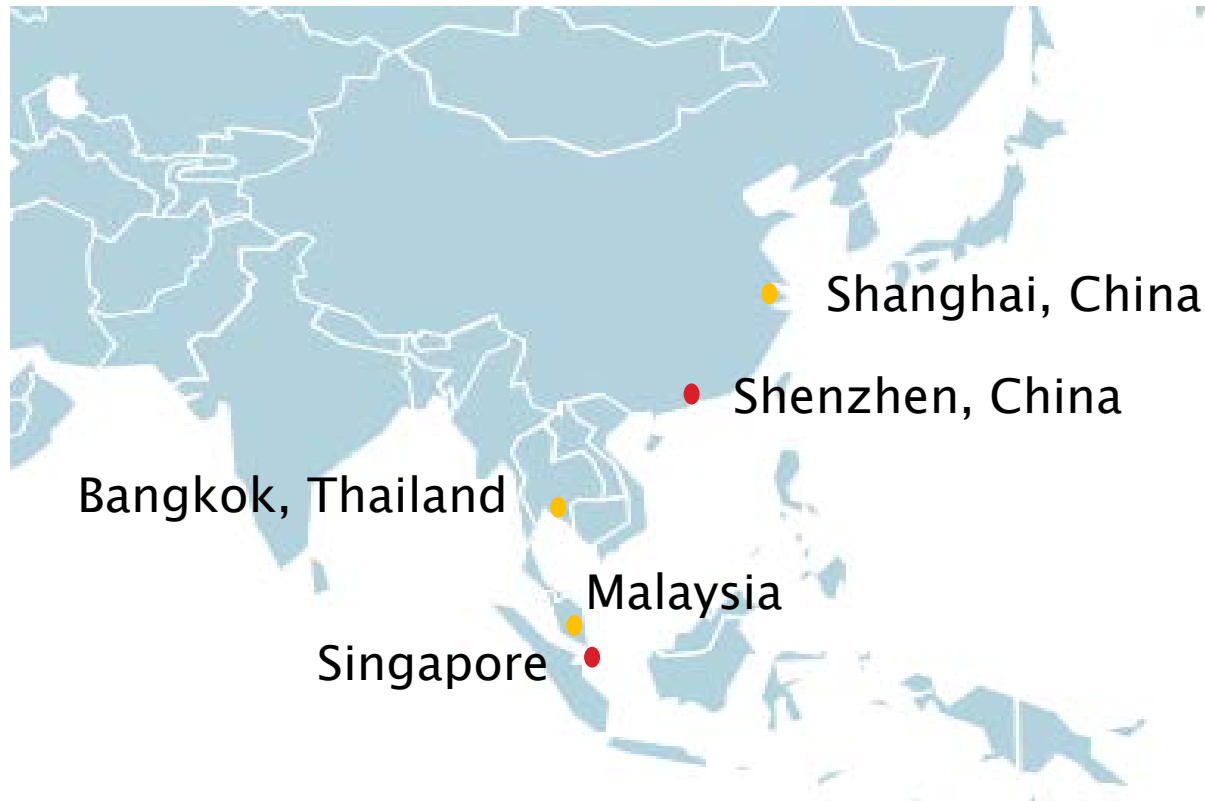 Shanghai, China
Shenzhen, China
Bangkok, Thailand
Malaysia
Singapore